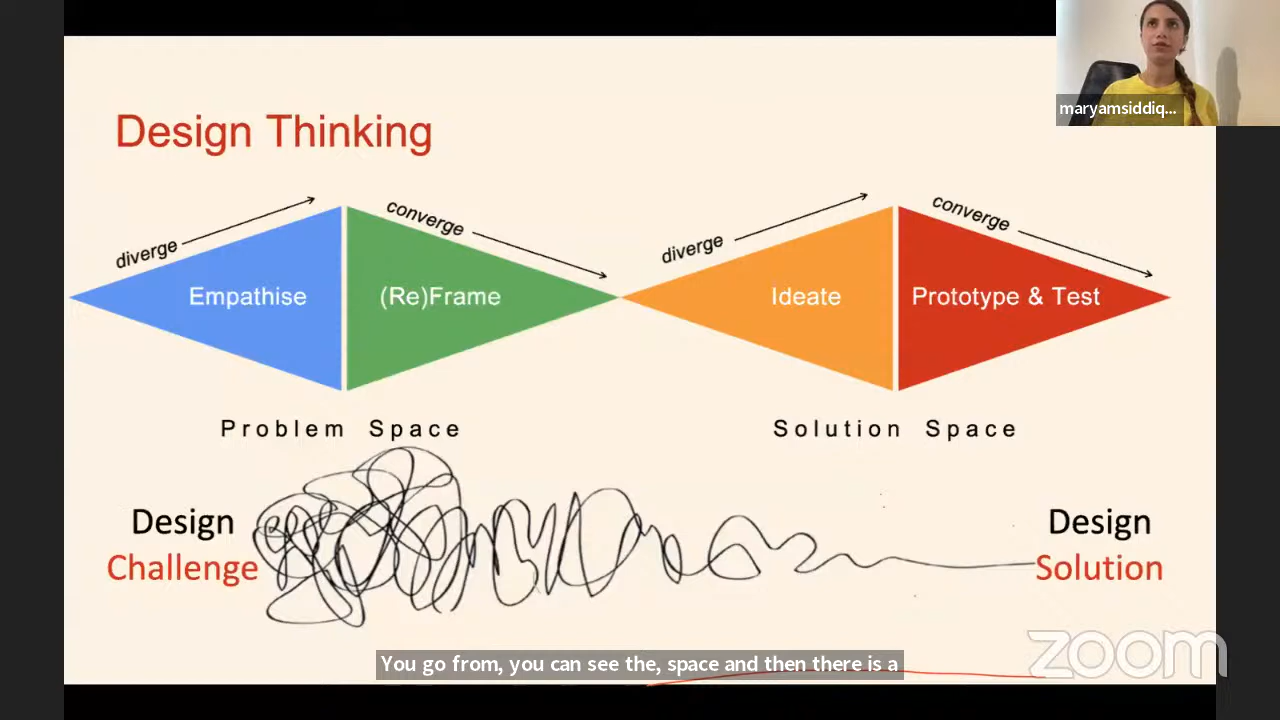 maryamsiddiq...
Design Thinking
diverge
converge
diverge
converge
Empathise
(Re)Frame
Ideate
Prototype & Test
Problem Space
Solution Space
Design
Challenge
Design
Solution
You go from, you can see the, space and then there is a
zoom